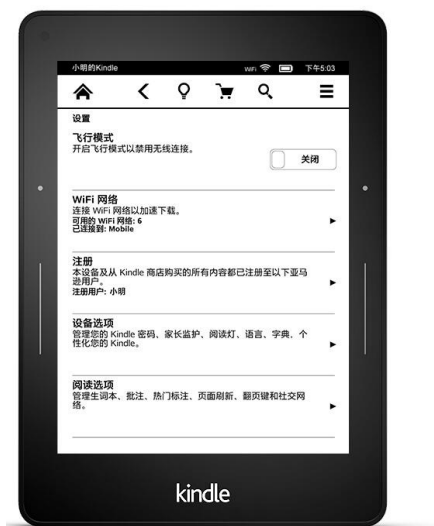 小明的Kindle WiFi 下午5:03
设置
飞行模式
开启飞行模式以禁用无线连接。
关闭
WiFi 网络
连接 WiFi 网络以加速下载。
可用的 WiFi 网络: 6
已连接到: Mobile
注册
本设备及从 Kindle 商店购买的所有内容都已注册至以下亚马
逊用户。
注册用户: 小明
设备选项
管理您的 Kindle 密码、家长监护、阅读灯、语言、字典、个
性化您的 Kindle。
阅读选项
管理生词本、批注、热门标注、页面刷新、翻页键和社交网
络。
kindle